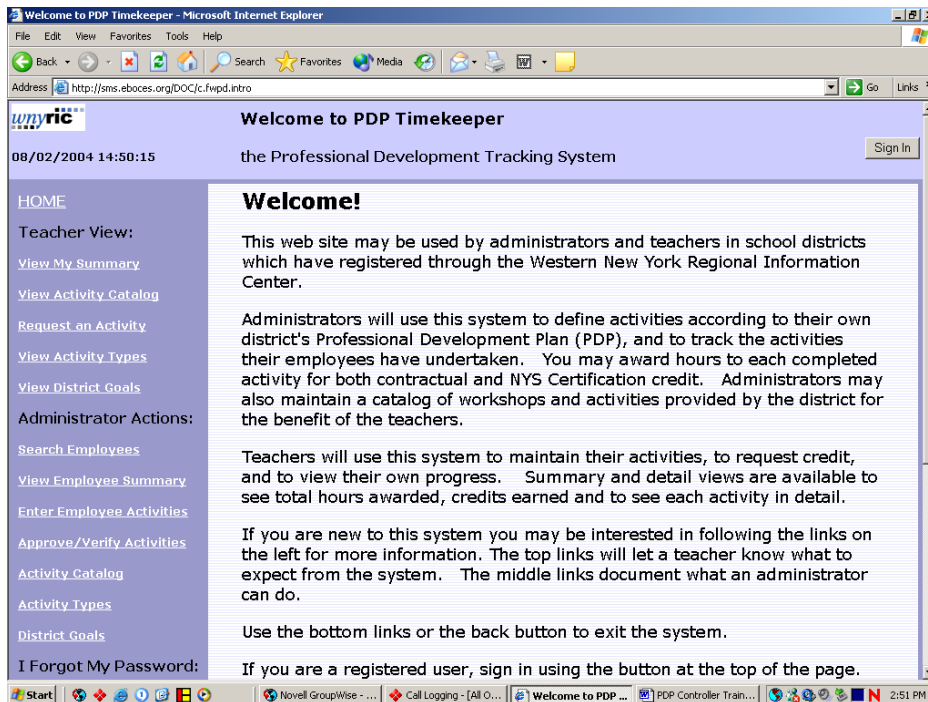 Welcome to PDP Timekeeper - Microsoft Internet Explorer
File Edit View Favorites Tools Help
Back Search Favorites Media
Address http://sms.eboces.org/DOC/c.fwpd.intro Go Links
wnyric
Welcome to PDP Timekeeper
08/02/2004 14:50:15
the Professional Development Tracking System
Sign In
HOME
Teacher View:
View My Summary
View Activity Catalog
Request an Activity
View Activity Types
View District Goals
Administrator Actions:
Search Employees
View Employee Summary
Enter Employee Activities
Approve/Verify Activities
Activity Catalog
Activity Types
District Goals
I Forgot My Password:
Welcome!
This web site may be used by administrators and teachers in school districts
which have registered through the Western New York Regional Information
Center.
Administrators will use this system to define activities according to their own
district's Professional Development Plan (PDP), and to track the activities
their employees have undertaken. You may award hours to each completed
activity for both contractual and NYS Certification credit. Administrators may
also maintain a catalog of workshops and activities provided by the district for
the benefit of the teachers.
Teachers will use this system to maintain their activities, to request credit,
and to view their own progress. Summary and detail views are available to
see total hours awarded, credits earned and to see each activity in detail.
If you are new to this system you may be interested in following the links on
the left for more information. The top links will let a teacher know what to
expect from the system. The middle links document what an administrator
can do.
Use the bottom links or the back button to exit the system.
If you are a registered user, sign in using the button at the top of the page.
Start Novell GroupWise - ... Call Logging - [All O... Welcome to PDP ... PDP Controller Train... 2:51 PM